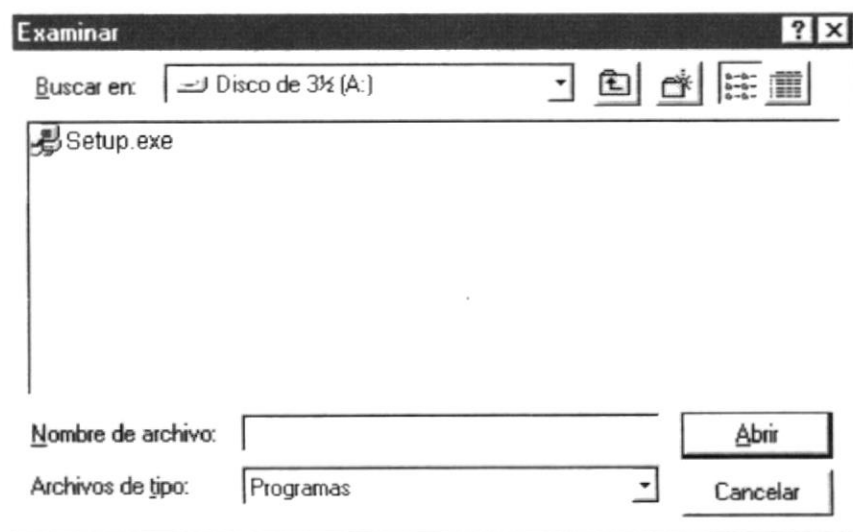 Examinar
Buscar en: Disco de 3½ (A:)
Setup.exe
Nombre de archivo: Abrir
Archivos de tipo: Programas Cancelar